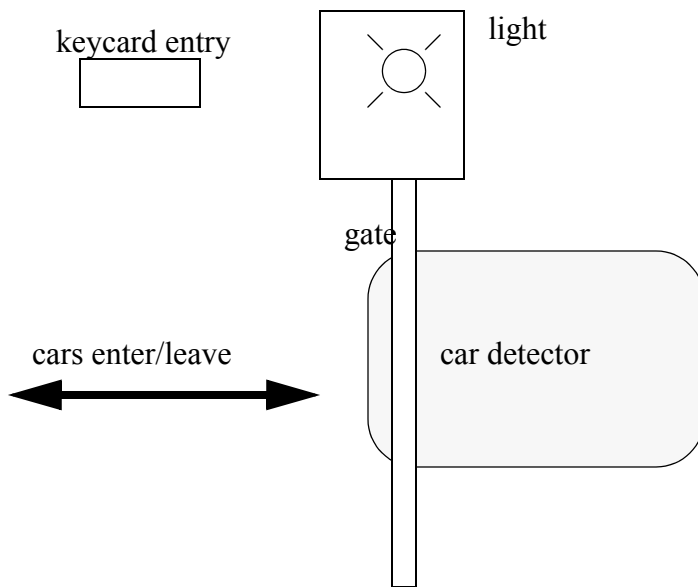 light
keycard entry
gate
cars enter/leave
car detector